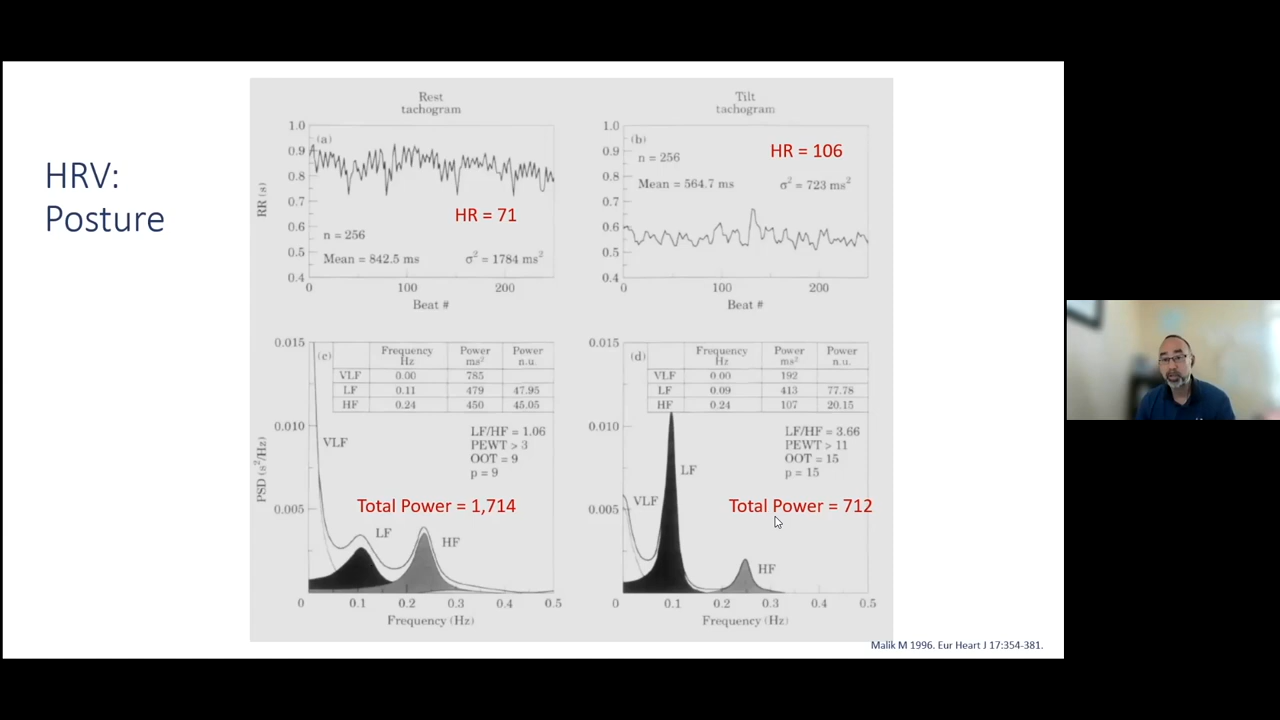 HRV:
Posture
Rest
tachogram
1.0
0.9
0.8
0.7
0.6
0.5
0.4
RR (s)
(a)
HR = 71
n = 256
Mean = 842.5 ms
σ² = 1784 ms²
0
100
200
Beat #
Tilt
tachogram
1.0
0.9
0.8
0.7
0.6
0.5
0.4
(b)
HR = 106
n = 256
Mean = 564.7 ms
σ² = 723 ms²
0
100
200
Beat #
0.015
0.010
0.005
0
PSD (s²/Hz)
(c)
Frequency Hz Power ms² Power n.u.
VLF 0.00 785
LF 0.11 479 47.95
HF 0.24 450 45.05
LF/HF = 1.06
PEWT > 3
OOT = 9
p = 9
VLF
Total Power = 1,714
LF
HF
0.1 0.2 0.3 0.4 0.5
Frequency (Hz)
0.015
0.010
0.005
0
(d)
Frequency Hz Power ms² Power n.u.
VLF 0.00 192
LF 0.09 413 77.78
HF 0.24 107 20.15
LF/HF = 3.66
PEWT > 11
OOT = 15
p = 15
LF
VLF
Total Power = 712
HF
0.1 0.2 0.3 0.4 0.5
Frequency (Hz)
Malik M 1996. Eur Heart J 17:354-381.